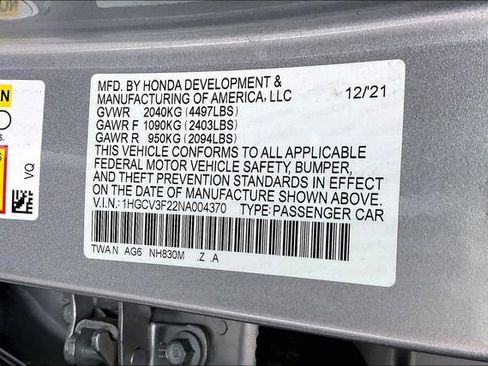 MFD. BY HONDA DEVELOPMENT &
MANUFACTURING OF AMERICA, LLC 12/21
GVWR 2040KG (4497LBS)
GAWR F 1090KG (2403LBS)
GAWR R 950KG (2094LBS)
THIS VEHICLE CONFORMS TO ALL APPLICABLE
FEDERAL MOTOR VEHICLE SAFETY, BUMPER,
AND THEFT PREVENTION STANDARDS IN EFFECT
ON THE DATE OF MANUFACTURE SHOWN ABOVE.
V.I.N.: 1HGCV3F22NA004370 TYPE: PASSENGER CAR
TWAN AG6 NH830M .Z .A
VQ